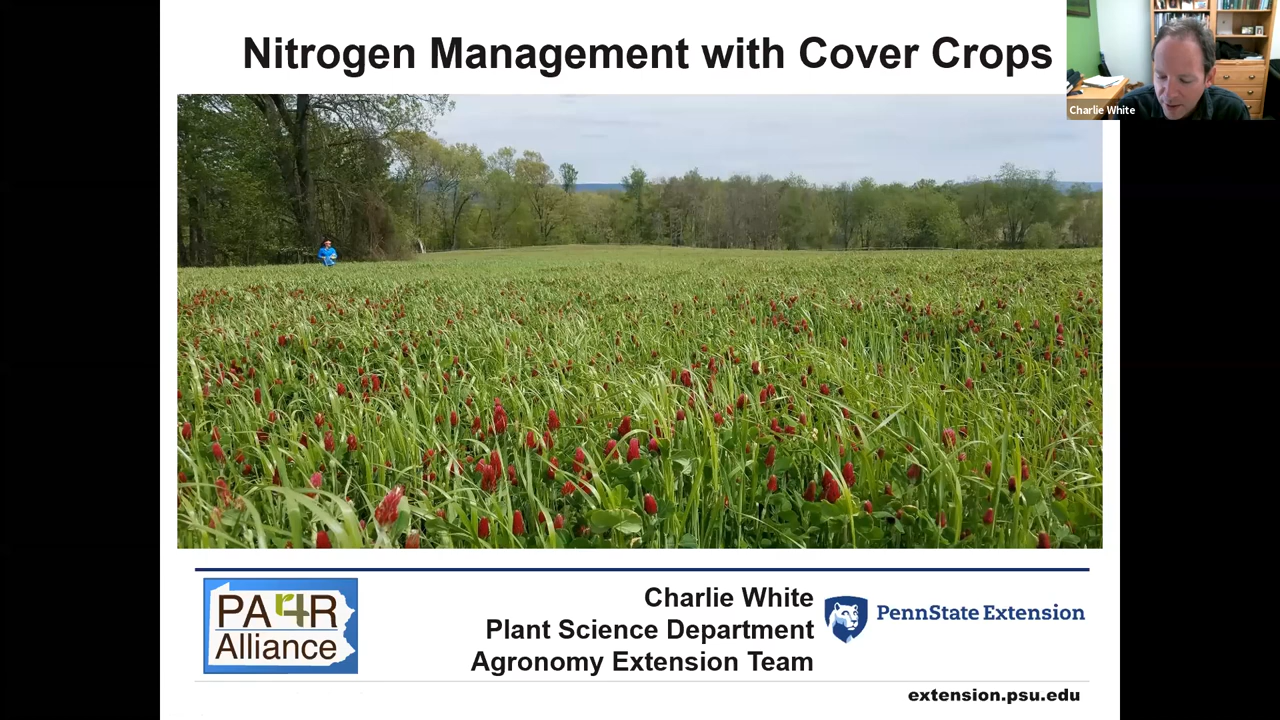 Nitrogen Management with Cover Crops
Charlie White
PA4R
Alliance
Charlie White
Plant Science Department
Agronomy Extension Team
PennState Extension
extension.psu.edu